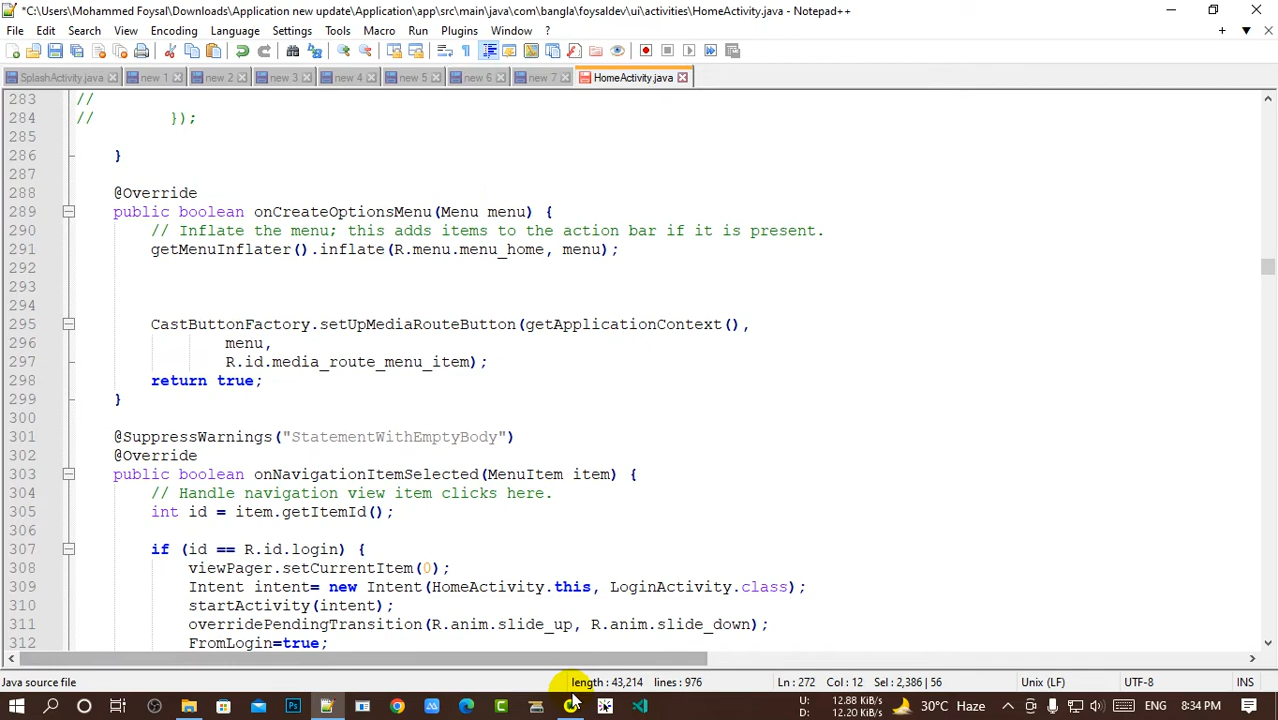 *C:\Users\Mohammed Foysal\Downloads\Application new update\Application\app\src\main\java\com\bangla\foysaldev\ui\activities\HomeActivity.java - Notepad++
File Edit Search View Encoding Language Settings Tools Macro Run Plugins Window ? + ▼ X
SplashActivity.java new 1 new 2 new 3 new 4 new 5 new 6 new 7 HomeActivity.java
283 //
284 // });
285
286 }
287
288 @Override
289 public boolean onCreateOptionsMenu(Menu menu) {
290 // Inflate the menu; this adds items to the action bar if it is present.
291 getMenuInflater().inflate(R.menu.menu_home, menu);
292
293
294
295 CastButtonFactory.setUpMediaRouteButton(getApplicationContext(),
296 menu,
297 R.id.media_route_menu_item);
298 return true;
299 }
300
301 @SuppressWarnings("StatementWithEmptyBody")
302 @Override
303 public boolean onNavigationItemSelected(MenuItem item) {
304 // Handle navigation view item clicks here.
305 int id = item.getItemId();
306
307 if (id == R.id.login) {
308 viewPager.setCurrentItem(0);
309 Intent intent= new Intent(HomeActivity.this, LoginActivity.class);
310 startActivity(intent);
311 overridePendingTransition(R.anim.slide_up, R.anim.slide_down);
312 FromLogin=true;
Java source file length : 43,214 lines : 976 Ln : 272 Col : 12 Sel : 2,386 | 56 Unix (LF) UTF-8 INS
U: 12.88 KiB/s
D: 12.20 KiB/s
30°C Haze ENG 8:34 PM